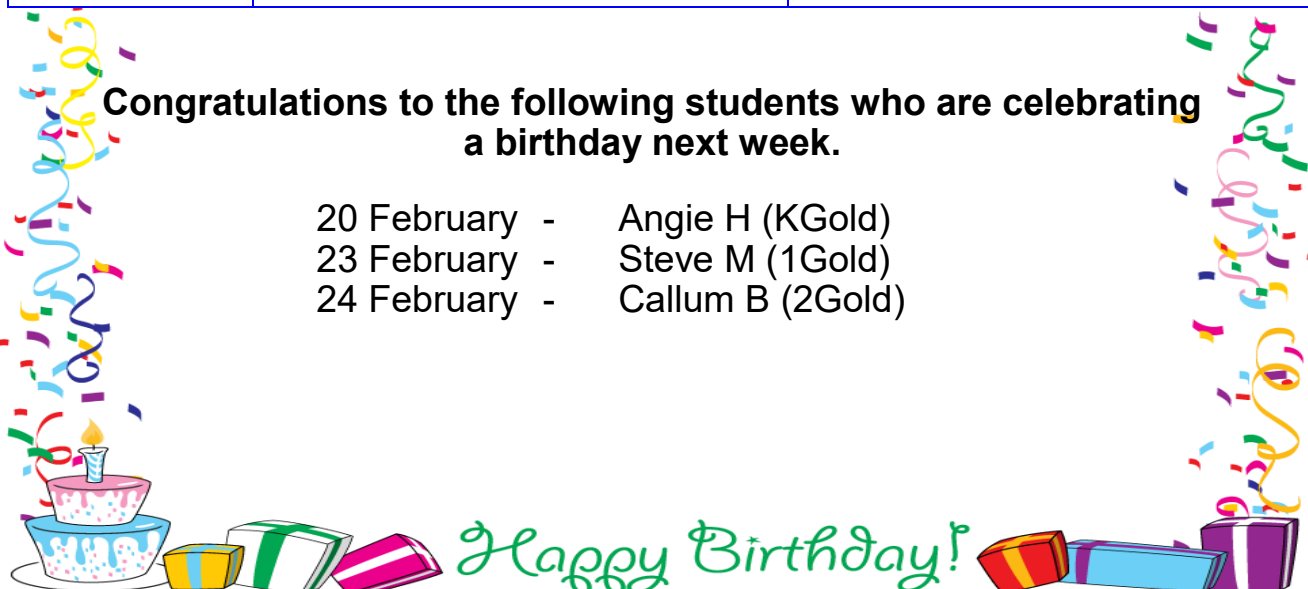 Congratulations to the following students who are celebrating
a birthday next week.
20 February - Angie H (KGold)
23 February - Steve M (1Gold)
24 February - Callum B (2Gold)
Happy Birthday!